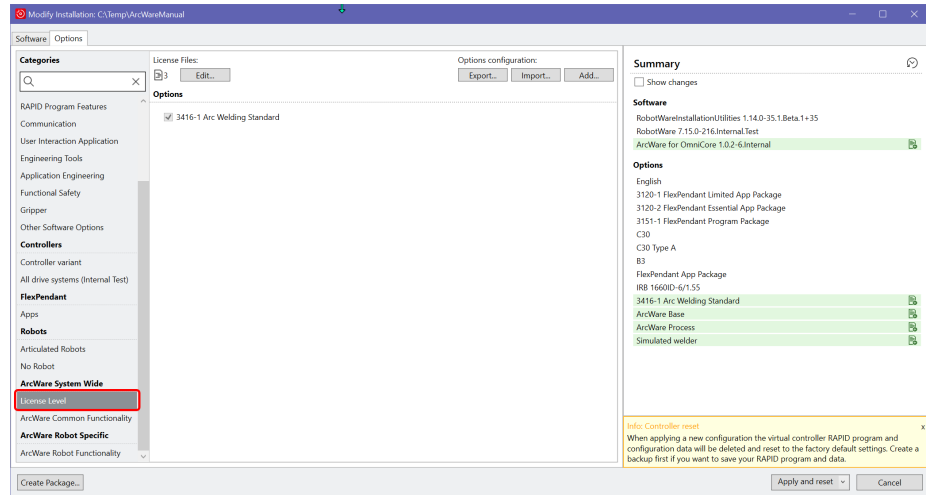 Modify Installation: C:\Temp\ArcWareManual
Software Options
Categories
RAPID Program Features
Communication
User Interaction Application
Engineering Tools
Application Engineering
Functional Safety
Gripper
Other Software Options
Controllers
Controller variant
All drive systems (Internal Test)
FlexPendant
Apps
Robots
Articulated Robots
No Robot
ArcWare System Wide
License Level
ArcWare Common Functionality
ArcWare Robot Specific
ArcWare Robot Functionality
License Files:
3 Edit...
Options configuration:
Export... Import... Add...
Options
3416-1 Arc Welding Standard
Summary
Show changes
Software
RobotWareInstallationUtilities 1.14.0-35.1.Beta.1+35
RobotWare 7.15.0-216.Internal.Test
ArcWare for OmniCore 1.0.2-6.Internal
Options
English
3120-1 FlexPendant Limited App Package
3120-2 FlexPendant Essential App Package
3151-1 FlexPendant Program Package
C30
C30 Type A
B3
FlexPendant App Package
IRB 1660ID-6/1.55
3416-1 Arc Welding Standard
ArcWare Base
ArcWare Process
Simulated welder
Info: Controller reset x
When applying a new configuration the virtual controller RAPID program and
configuration data will be deleted and reset to the factory default settings. Create a
backup first if you want to save your RAPID program and data.
Create Package...
Apply and reset Cancel